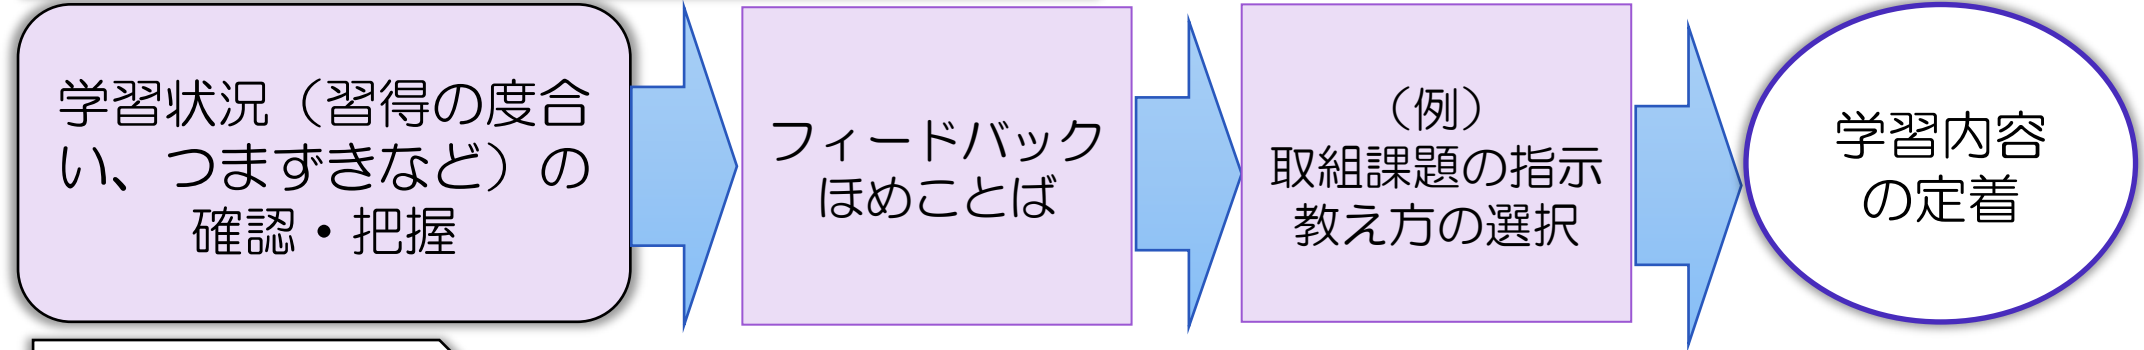 学習状況（習得の度合
い、つまずきなど）の
確認・把握
フィードバック
ほめことば
（例）
取組課題の指示
教え方の選択
学習内容
の定着